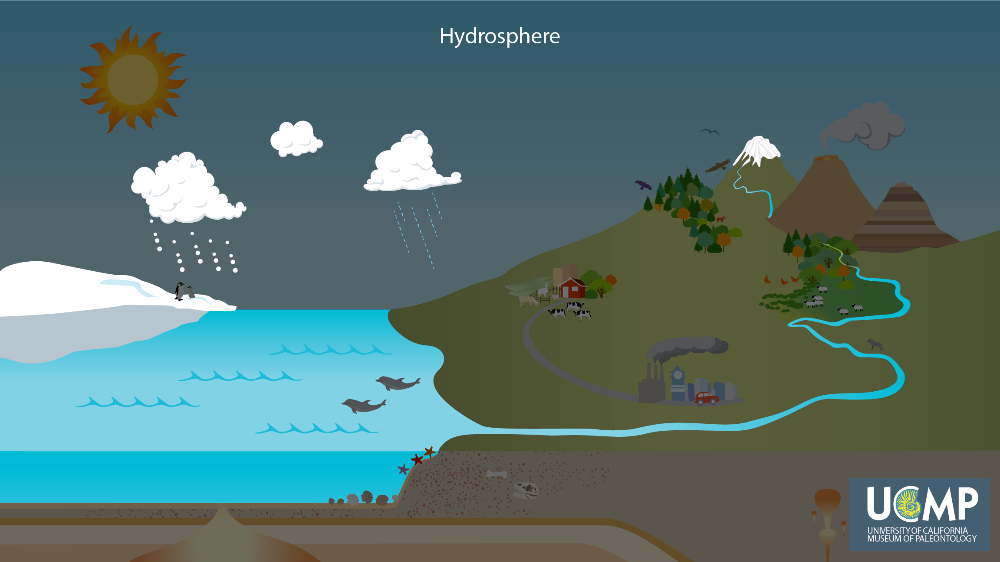 Hydrosphere
UCMP
UNIVERSITY OF CALIFORNIA
MUSEUM OF PALEONTOLOGY